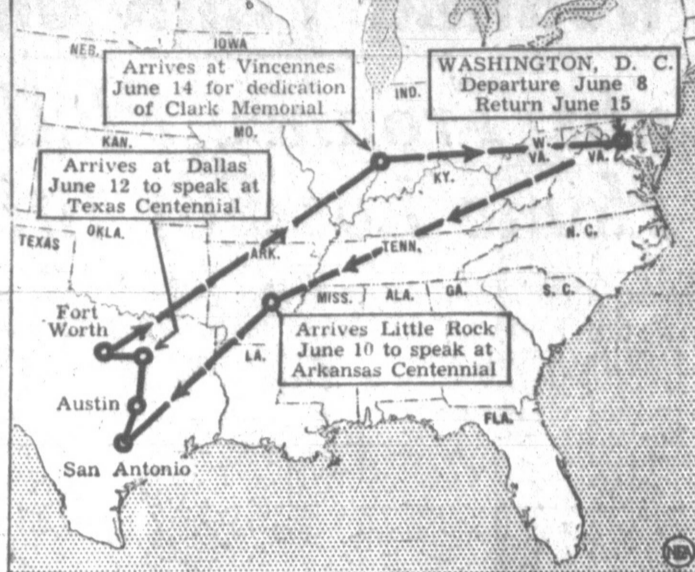 NEB.
IOWA
Arrives at Vincennes
June 14 for dedication
of Clark Memorial
IND.
WASHINGTON, D. C.
Departure June 8
Return June 15
MO.
KAN.
W.
VA.
VA.
KY.
Arrives at Dallas
June 12 to speak at
Texas Centennial
TEXAS
OKLA.
ARK.
TENN.
N. C.
MISS.
ALA.
GA.
S. C.
Fort
Worth
Arrives Little Rock
June 10 to speak at
Arkansas Centennial
LA.
Austin
FLA.
San Antonio
NEA